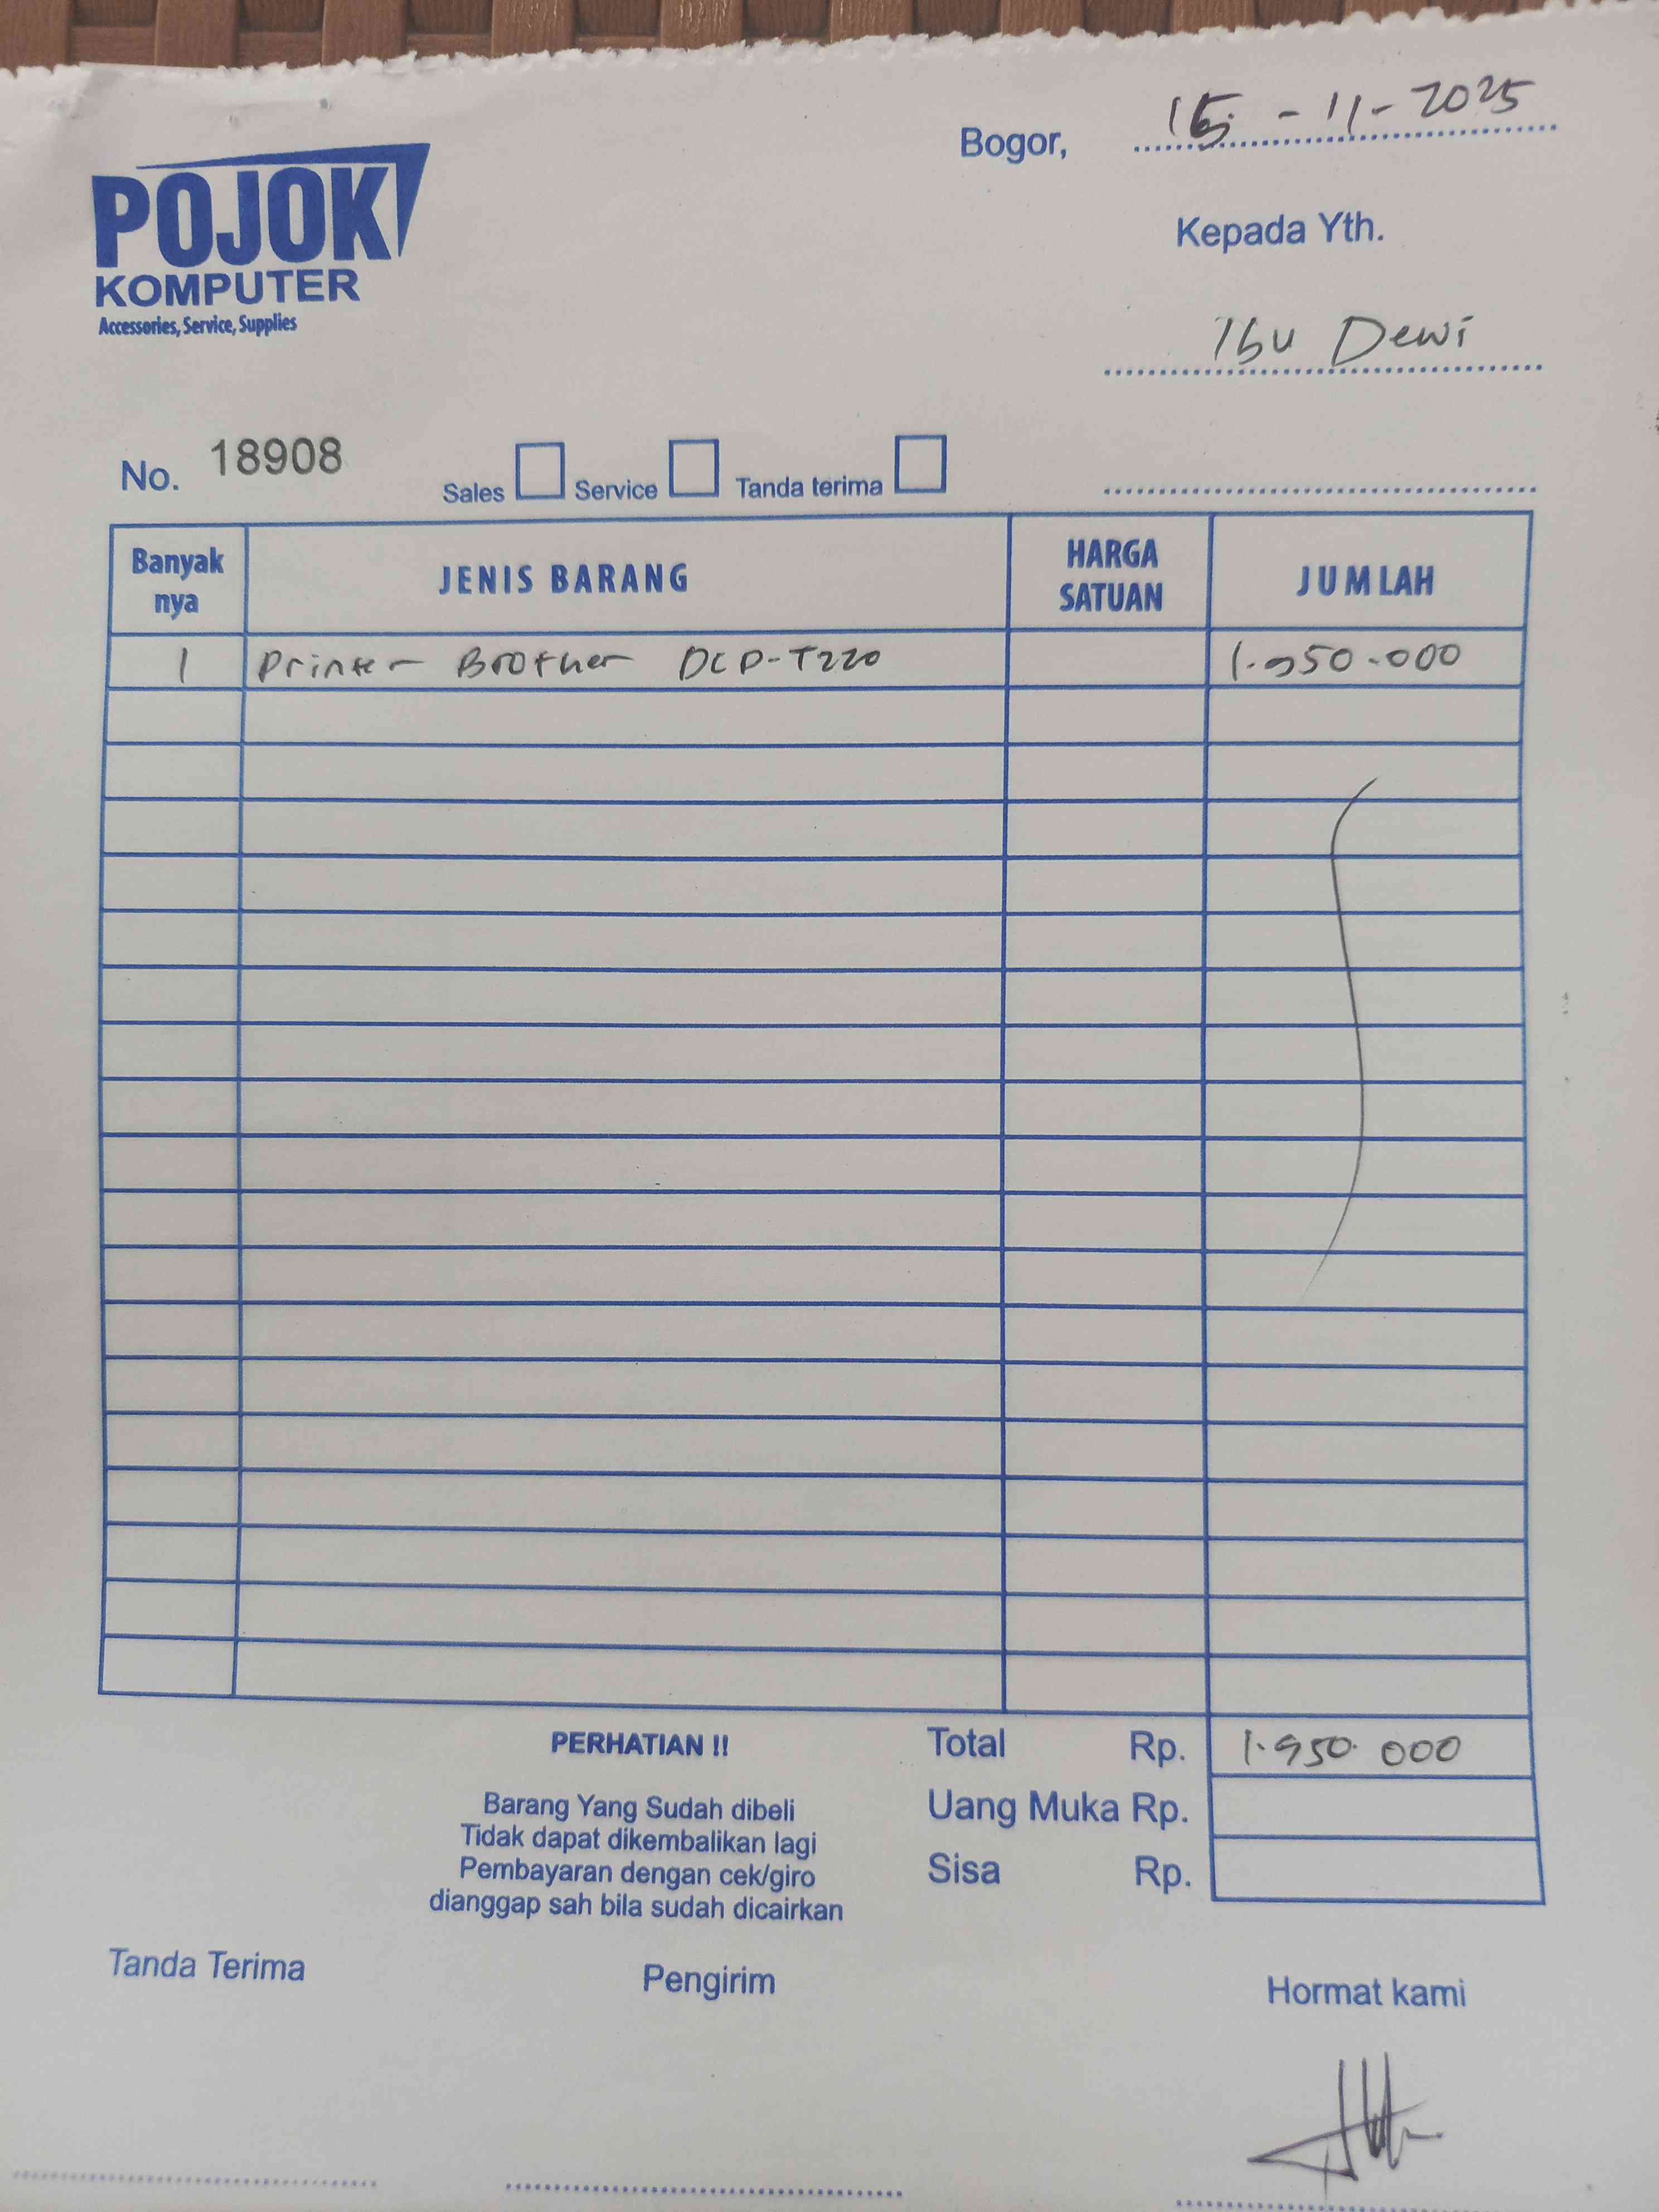 Bogor, 15 - 11 - 2025
POJOK
KOMPUTER
Accessories, Service, Supplies
Kepada Yth.
Ibu Dewi
No. 18908 Sales Service Tanda terima
Banyak nya JENIS BARANG HARGA SATUAN JUMLAH
1 Printer Brother DCP-T220 1.950.000
PERHATIAN !!
Barang Yang Sudah dibeli
Tidak dapat dikembalikan lagi
Pembayaran dengan cek/giro
dianggap sah bila sudah dicairkan
Total Rp. 1.950.000
Uang Muka Rp.
Sisa Rp.
Tanda Terima Pengirim Hormat kami